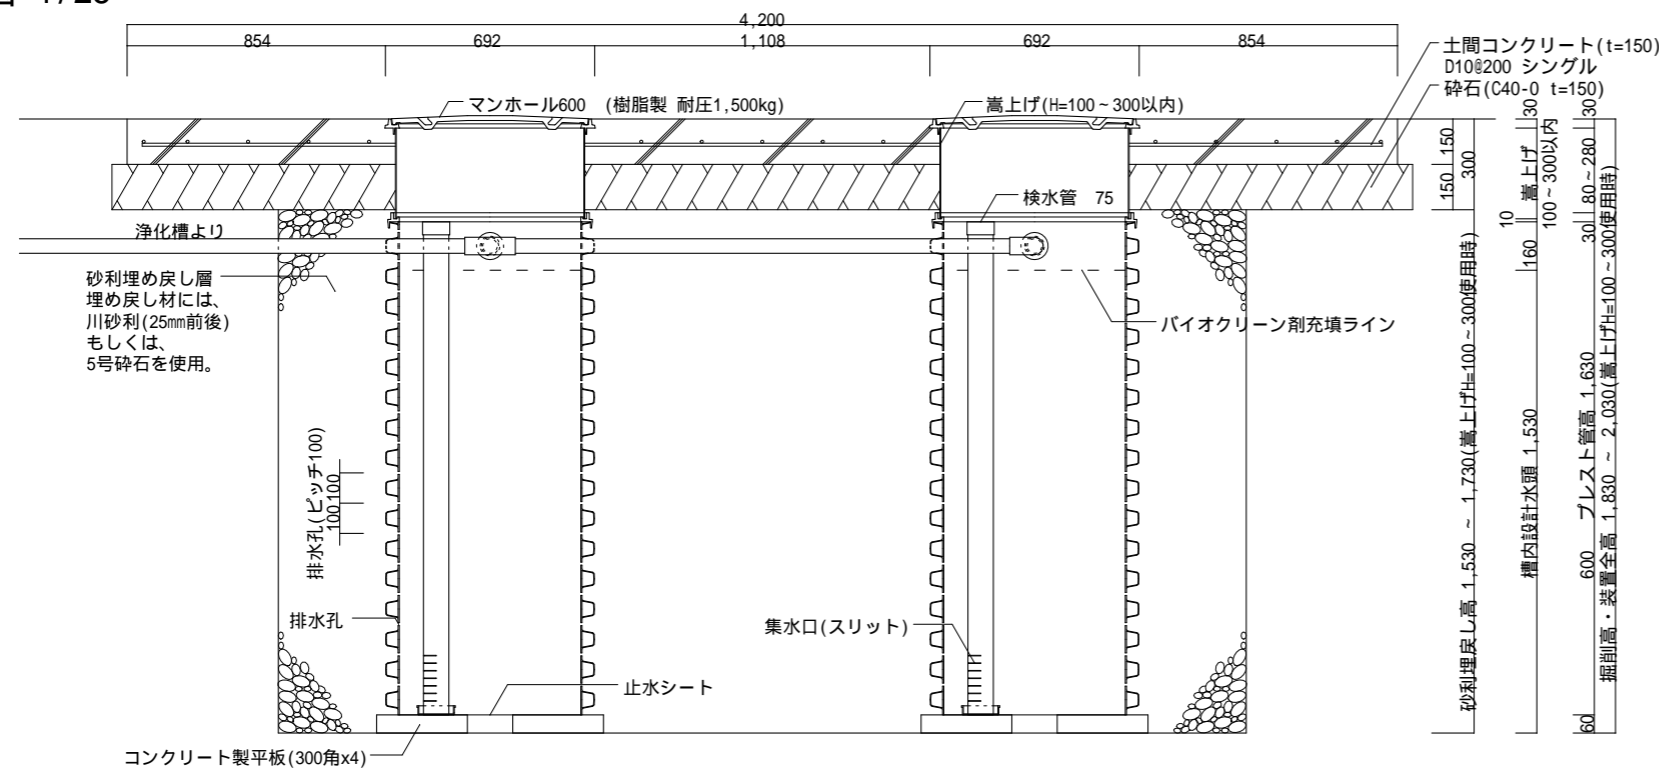 1/25
4,200
854
692
1,108
692
854
土間コンクリート(t=150)
D10@200 シングル
砕石(C40-0 t=150)
マンホール600 (樹脂製 耐圧1,500kg)
嵩上げ(H=100~300以内)
検水管 75
浄化槽より
砂利埋め戻し層
埋め戻し材には、
川砂利(25㎜前後)
もしくは、
5号砕石を使用。
バイオクリーン剤充填ライン
排水孔(ピッチ100)
100
100
排水孔
集水口(スリット)
止水シート
コンクリート製平板(300角x4)
150
150
300
砂利埋戻し高 1,530 ~ 1,730(嵩上げH=100~300使用時)
30
嵩上げ
100~300以内
10
160
槽内設計水頭 1,530
30
80~280
30
600 プレスト管高 1,630
60
掘削高・装置全高 1,830 ~ 2,030(嵩上げH=100~300使用時)